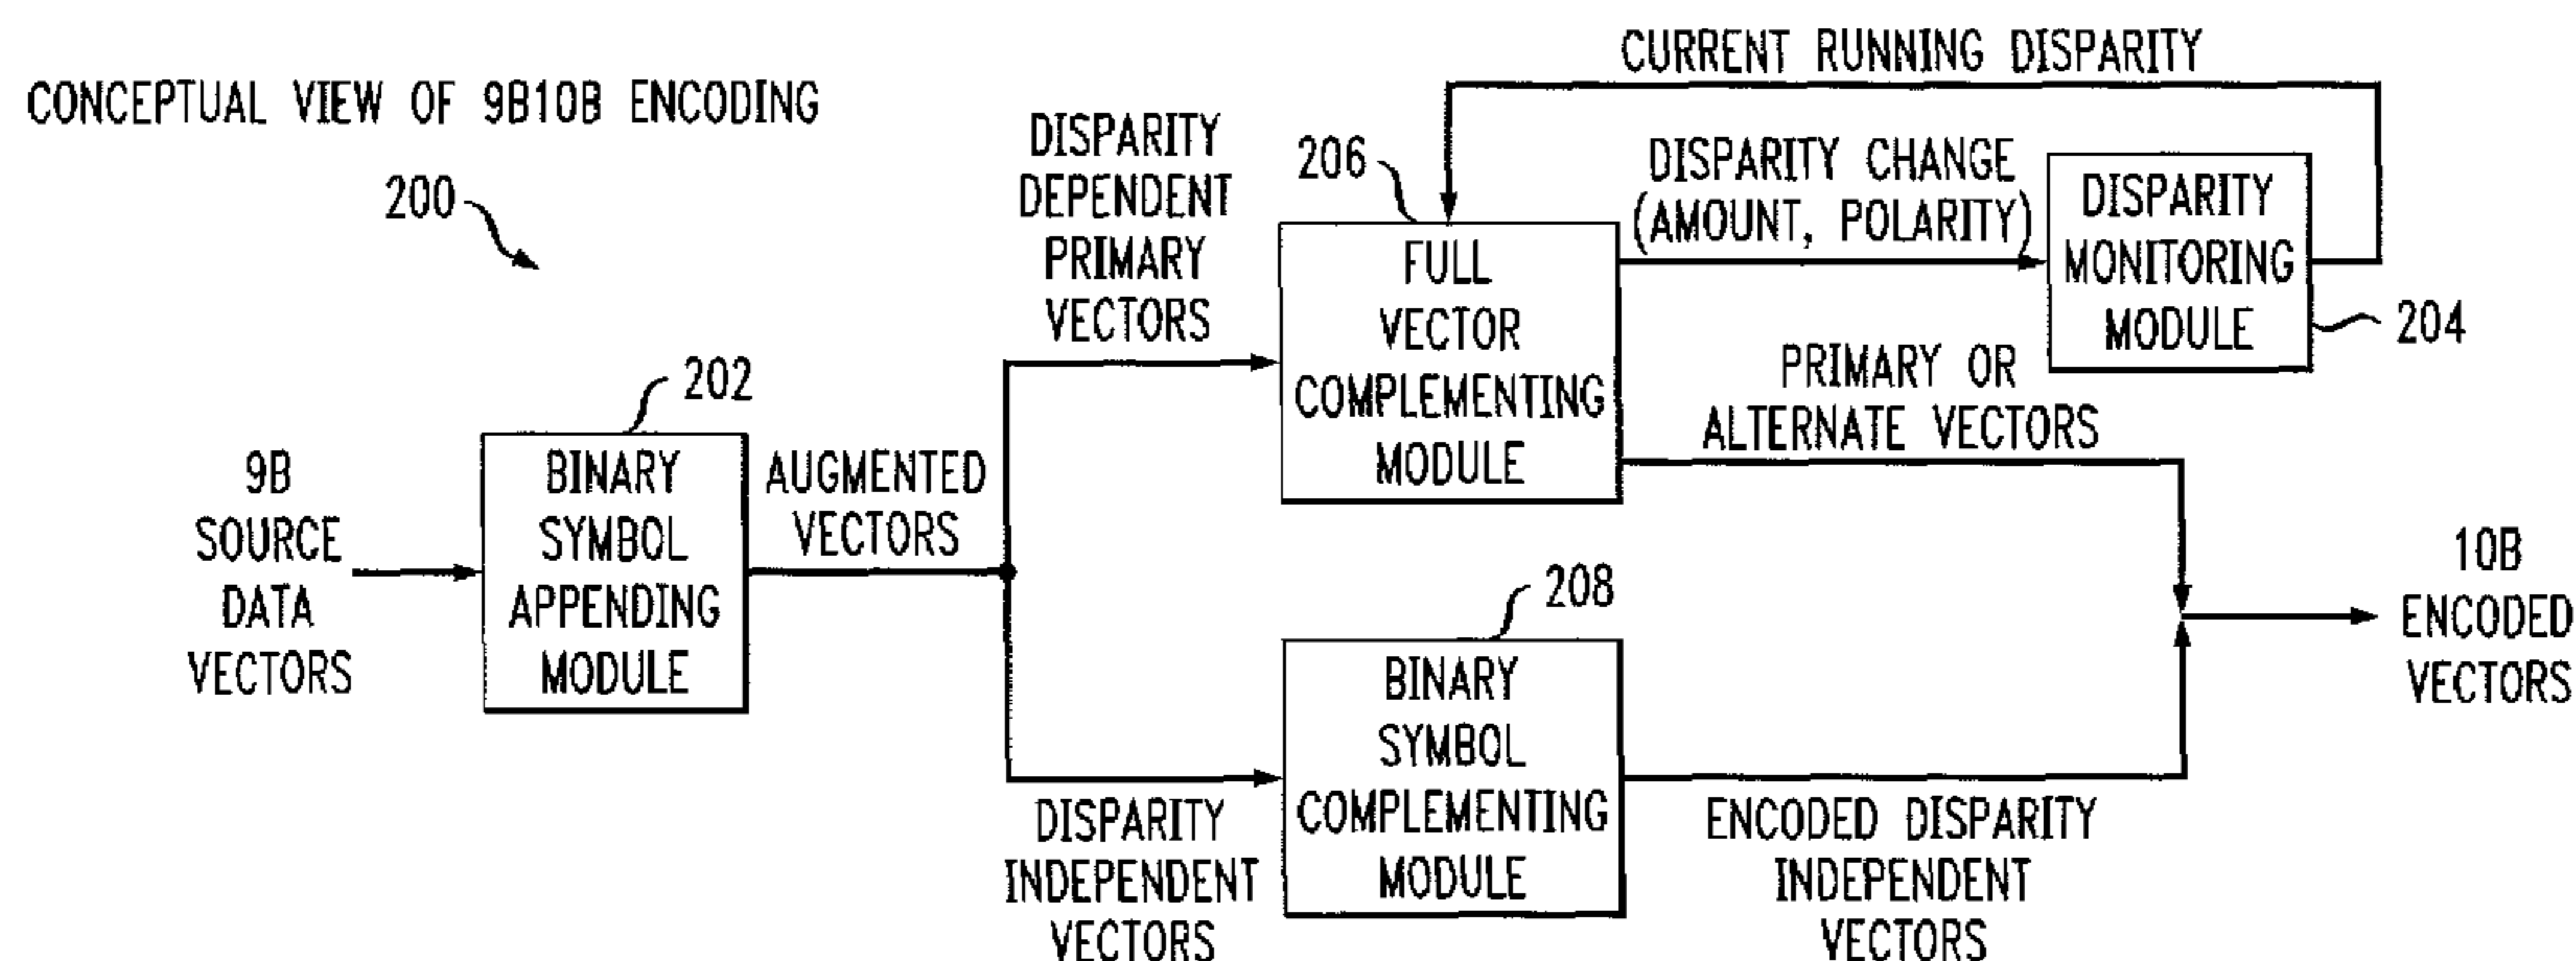 CONCEPTUAL VIEW OF 9B10B ENCODING
200
9B
SOURCE
DATA
VECTORS
202
BINARY
SYMBOL
APPENDING
MODULE
AUGMENTED
VECTORS
DISPARITY
DEPENDENT
PRIMARY
VECTORS
DISPARITY
INDEPENDENT
VECTORS
CURRENT RUNNING DISPARITY
206
FULL
VECTOR
COMPLEMENTING
MODULE
DISPARITY CHANGE
(AMOUNT, POLARITY)
DISPARITY
MONITORING
MODULE
204
PRIMARY OR
ALTERNATE VECTORS
208
BINARY
SYMBOL
COMPLEMENTING
MODULE
ENCODED DISPARITY
INDEPENDENT
VECTORS
10B
ENCODED
VECTORS